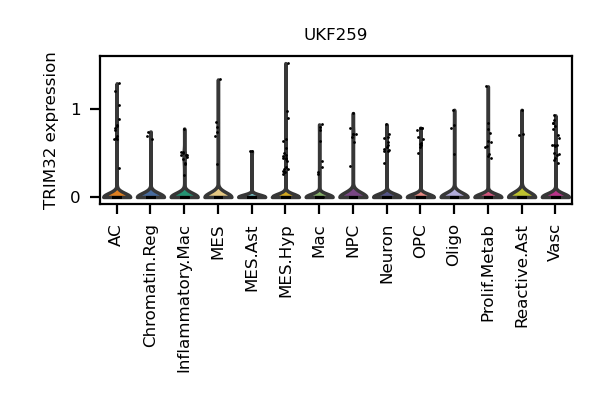 UKF259
TRIM32 expression
1
0
AC
Chromatin.Reg
Inflammatory.Mac
MES
MES.Ast
MES.Hyp
Mac
NPC
Neuron
OPC
Oligo
Prolif.Metab
Reactive.Ast
Vasc